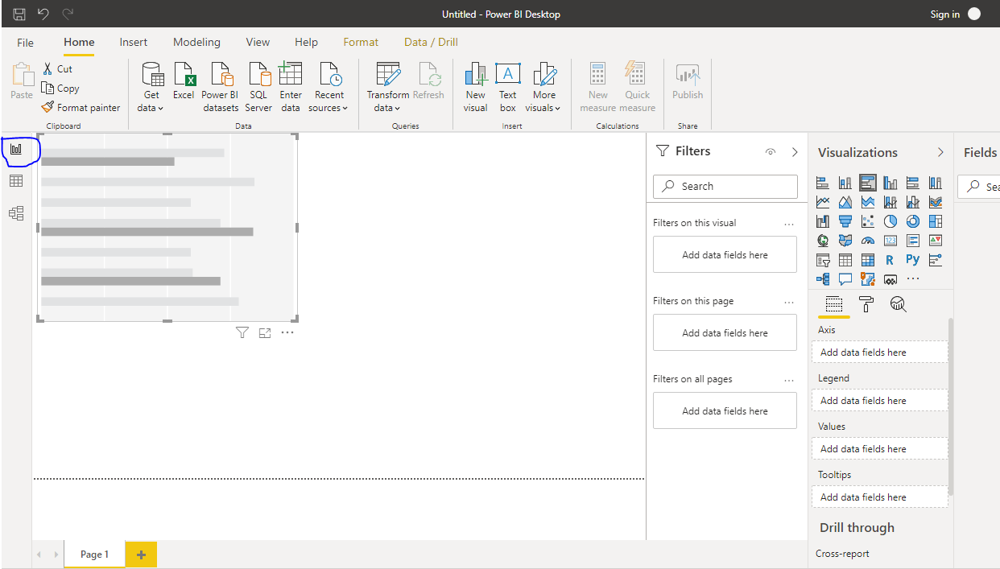 Untitled - Power BI Desktop
Sign in
File Home Insert Modeling View Help Format Data / Drill
Paste
Cut
Copy
Format painter
Clipboard
Get data
Excel
Power BI datasets
SQL Server
Enter data
Recent sources
Data
Transform data
Refresh
Queries
New visual
Text box
More visuals
Insert
New measure
Quick measure
Calculations
Publish
Share
Filters
Search
Filters on this visual
Add data fields here
Filters on this page
Add data fields here
Filters on all pages
Add data fields here
Visualizations
123
R Py
Axis
Add data fields here
Legend
Add data fields here
Values
Add data fields here
Tooltips
Add data fields here
Drill through
Cross-report
Fields
Sea
Page 1